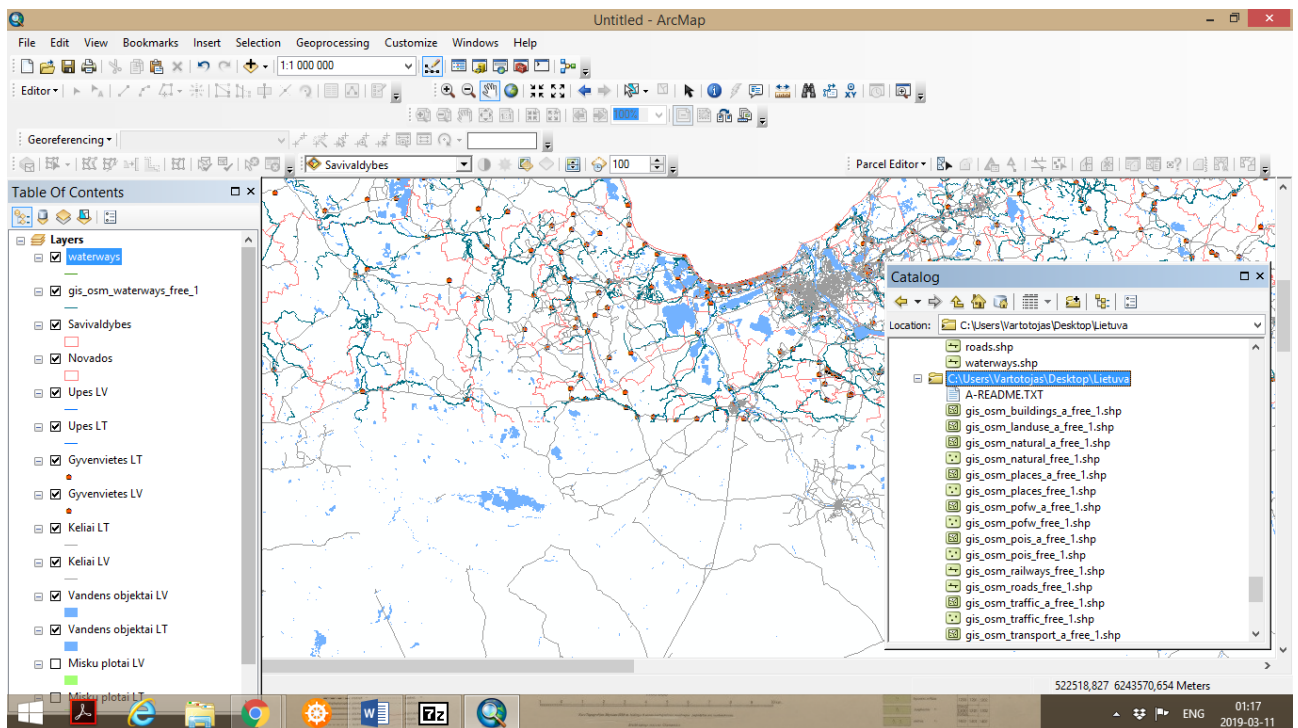 Untitled - ArcMap
File Edit View Bookmarks Insert Selection Geoprocessing Customize Windows Help
1:1 000 000
Editor
100%
Georeferencing
Savivaldybes 100 Parcel Editor
Table Of Contents
Layers
waterways
gis_osm_waterways_free_1
Savivaldybes
Novados
Upes LV
Upes LT
Gyvenvietes LT
Gyvenvietes LV
Keliai LT
Keliai LV
Vandens objektai LV
Vandens objektai LT
Misku plotai LV
Misku plotai LT
Catalog
Location: C:\Users\Vartotojas\Desktop\Lietuva
roads.shp
waterways.shp
C:\Users\Vartotojas\Desktop\Lietuva
A-README.TXT
gis_osm_buildings_a_free_1.shp
gis_osm_landuse_a_free_1.shp
gis_osm_natural_a_free_1.shp
gis_osm_natural_free_1.shp
gis_osm_places_a_free_1.shp
gis_osm_places_free_1.shp
gis_osm_pofw_a_free_1.shp
gis_osm_pofw_free_1.shp
gis_osm_pois_a_free_1.shp
gis_osm_pois_free_1.shp
gis_osm_railways_free_1.shp
gis_osm_roads_free_1.shp
gis_osm_traffic_a_free_1.shp
gis_osm_traffic_free_1.shp
gis_osm_transport_a_free_1.shp
522518,827 6243570,654 Meters
ENG
01:17
2019-03-11